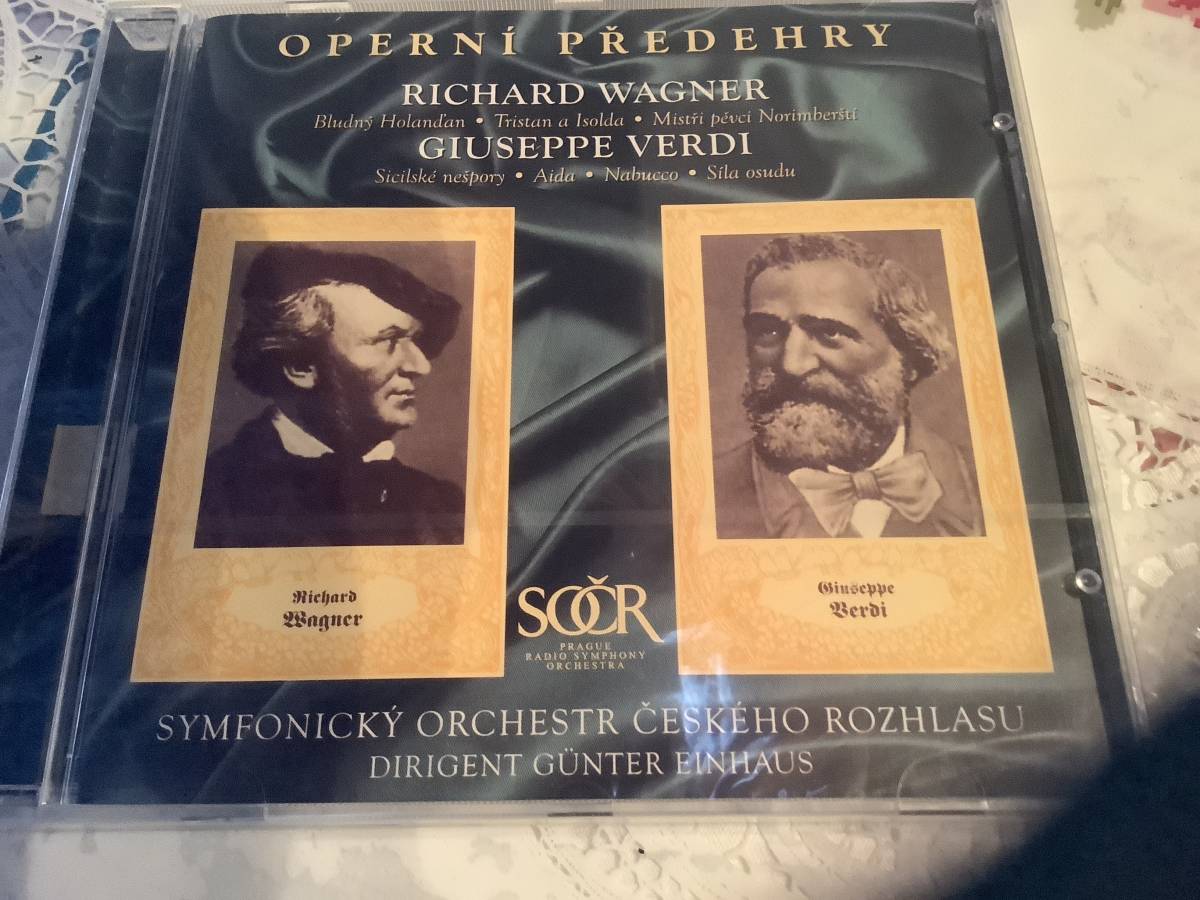 OPERNÍ PŘEDEHRY
RICHARD WAGNER
Bludný Holanďan • Tristan a Isolda • Mistři pěvci Norimberští
GIUSEPPE VERDI
Sicilské nešpory • Aida • Nabucco • Síla osudu
Richard
Wagner
Giuseppe
Verdi
SOČR
PRAGUE
RADIO SYMPHONY
ORCHESTRA
SYMFONICKÝ ORCHESTR ČESKÉHO ROZHLASU
DIRIGENT GÜNTER EINHAUS